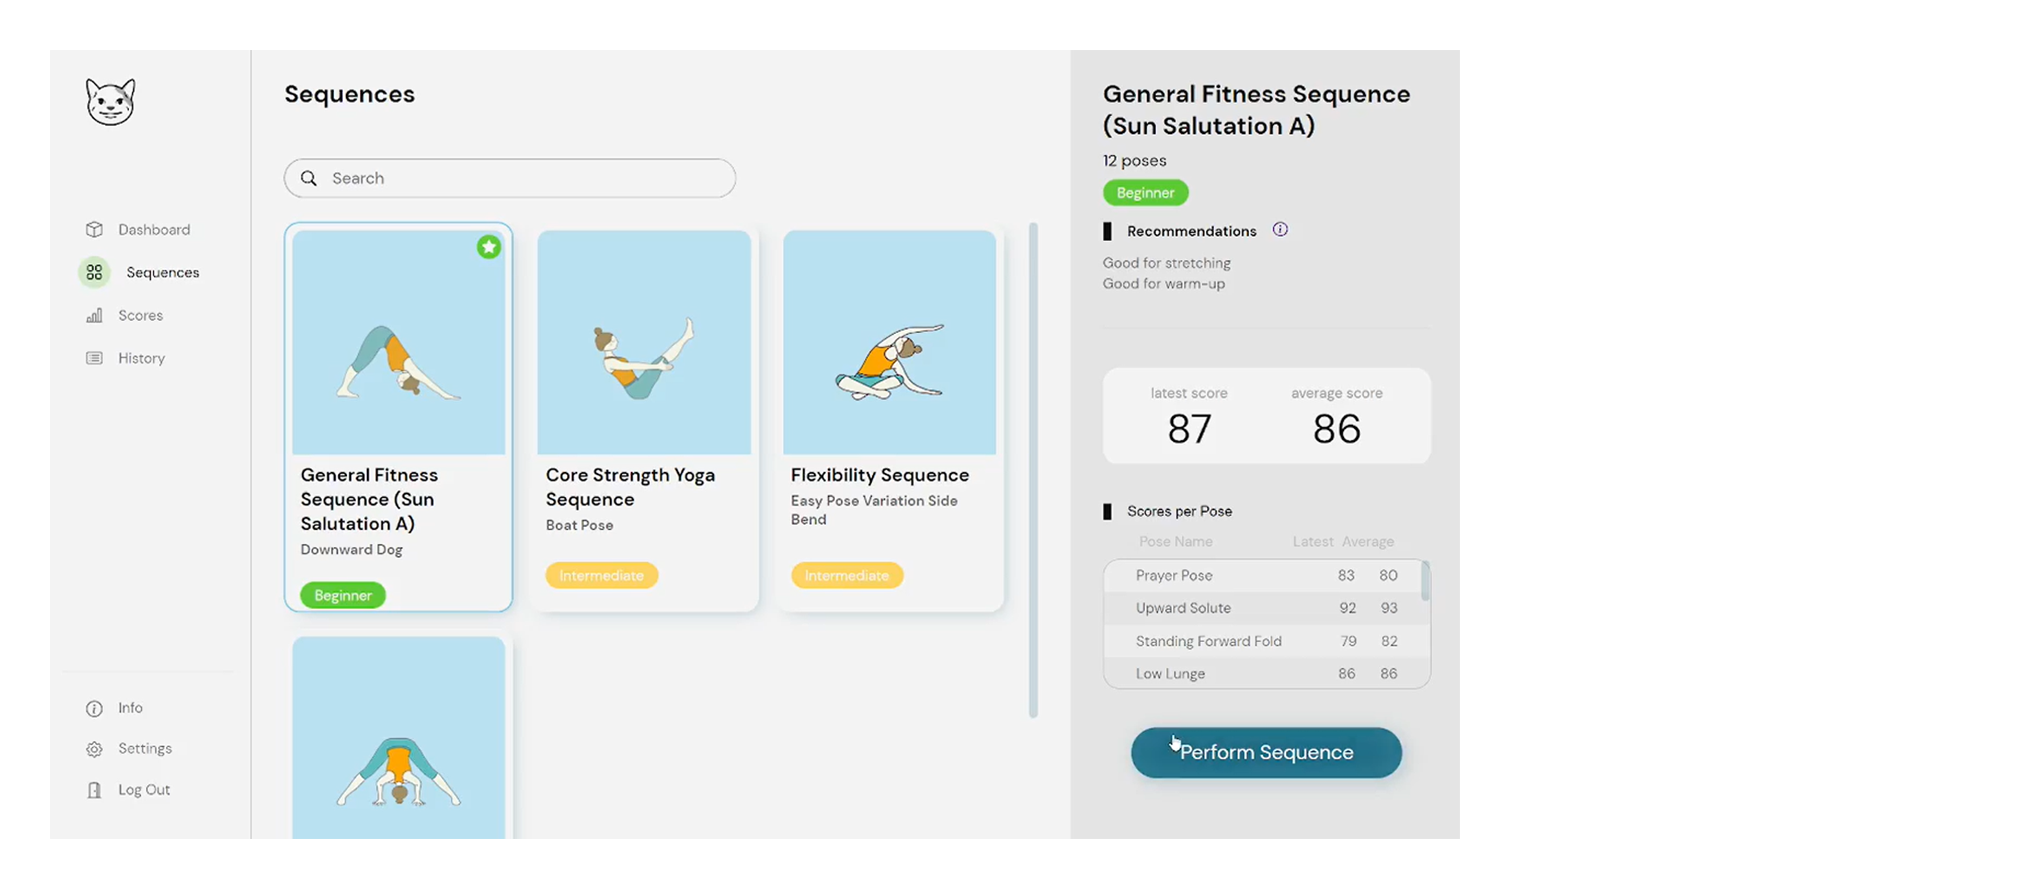 Sequences
Search
Dashboard
Sequences
Scores
History
Info
Settings
Log Out
General Fitness
Sequence (Sun
Salutation A)
Downward Dog
Beginner
Core Strength Yoga
Sequence
Boat Pose
Intermediate
Flexibility Sequence
Easy Pose Variation Side
Bend
Intermediate
General Fitness Sequence
(Sun Salutation A)
12 poses
Beginner
Recommendations
Good for stretching
Good for warm-up
latest score average score
87 86
Scores per Pose
Pose Name Latest Average
Prayer Pose 83 80
Upward Solute 92 93
Standing Forward Fold 79 82
Low Lunge 86 86
Perform Sequence